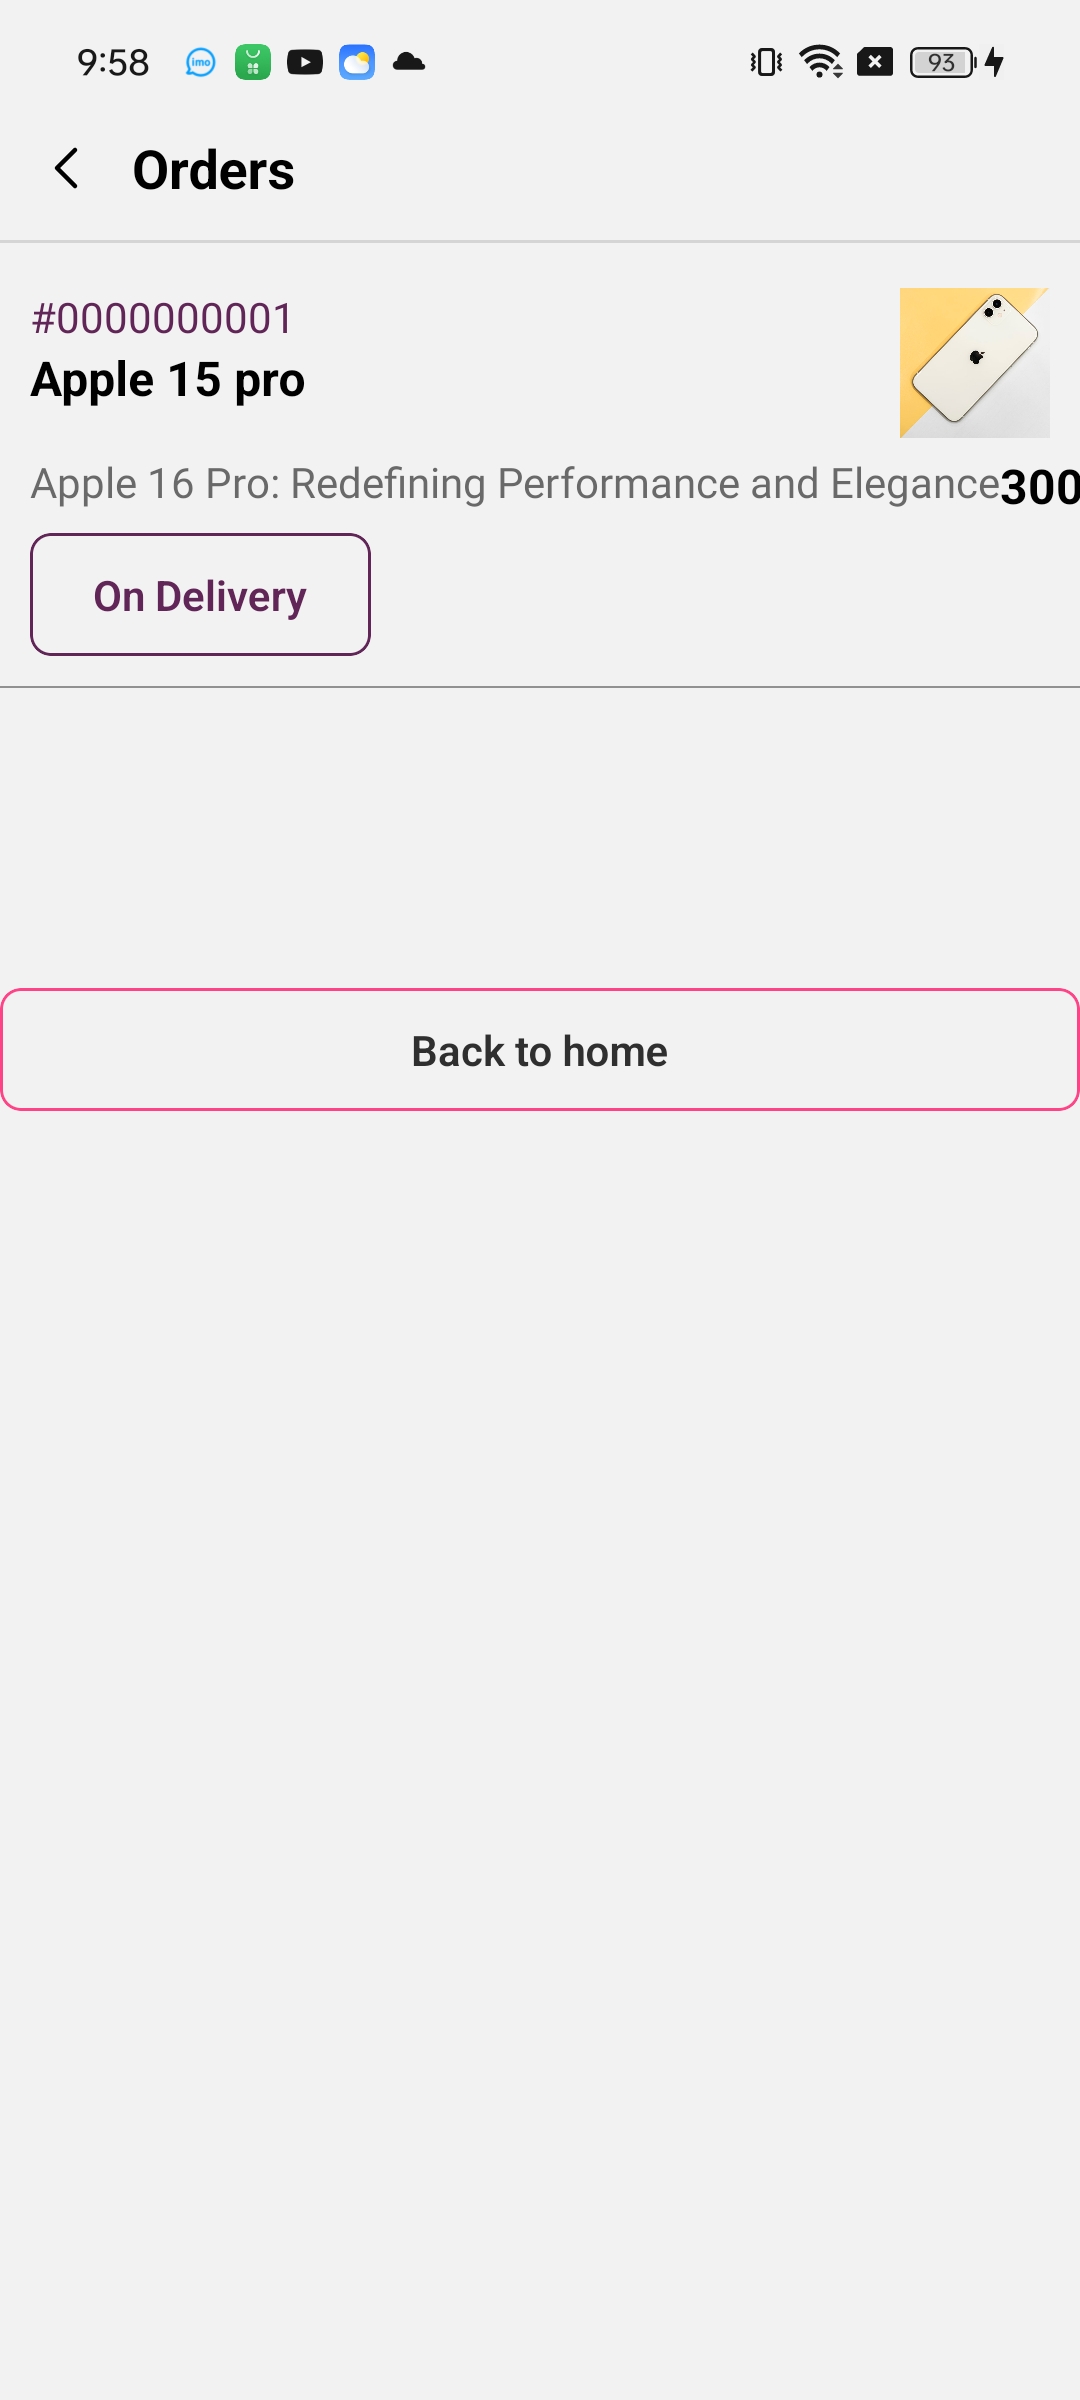 9:58 imo 93
Orders
#0000000001
Apple 15 pro
Apple 16 Pro: Redefining Performance and Elegance300
On Delivery
Back to home